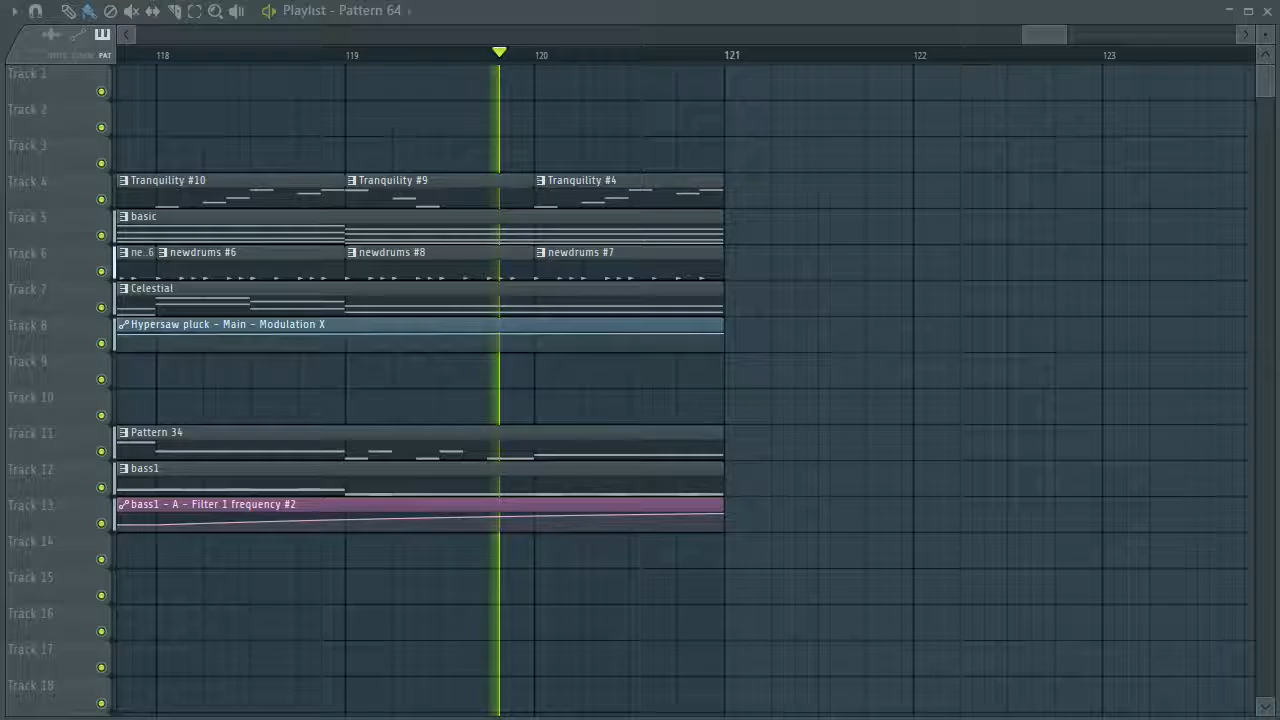 Playlist - Pattern 64
PAT
118 119 120 121 122 123
Track 1
Track 2
Track 3
Track 4 Tranquility #10 Tranquility #9 Tranquility #4
Track 5 basic
Track 6 ne..6 newdrums #6 newdrums #8 newdrums #7
Track 7 Celestial
Track 8 Hypersaw pluck - Main - Modulation X
Track 9
Track 10
Track 11 Pattern 34
Track 12 bass1
Track 13 bass1 - A - Filter 1 frequency #2
Track 14
Track 15
Track 16
Track 17
Track 18